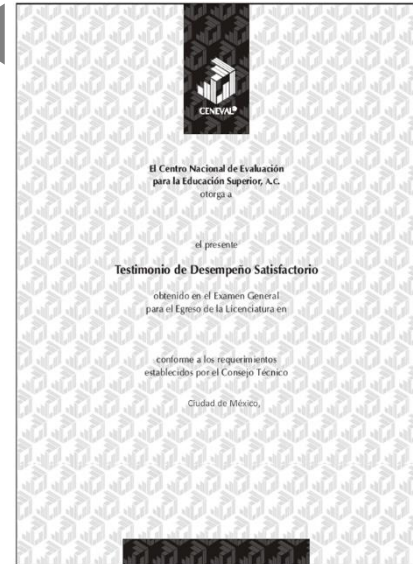 CENEVAL®
El Centro Nacional de Evaluación
para la Educación Superior, A.C.
otorga a
el presente
Testimonio de Desempeño Satisfactorio
obtenido en el Examen General
para el Egreso de la Licenciatura en
conforme a los requerimientos
establecidos por el Consejo Técnico
Ciudad de México,